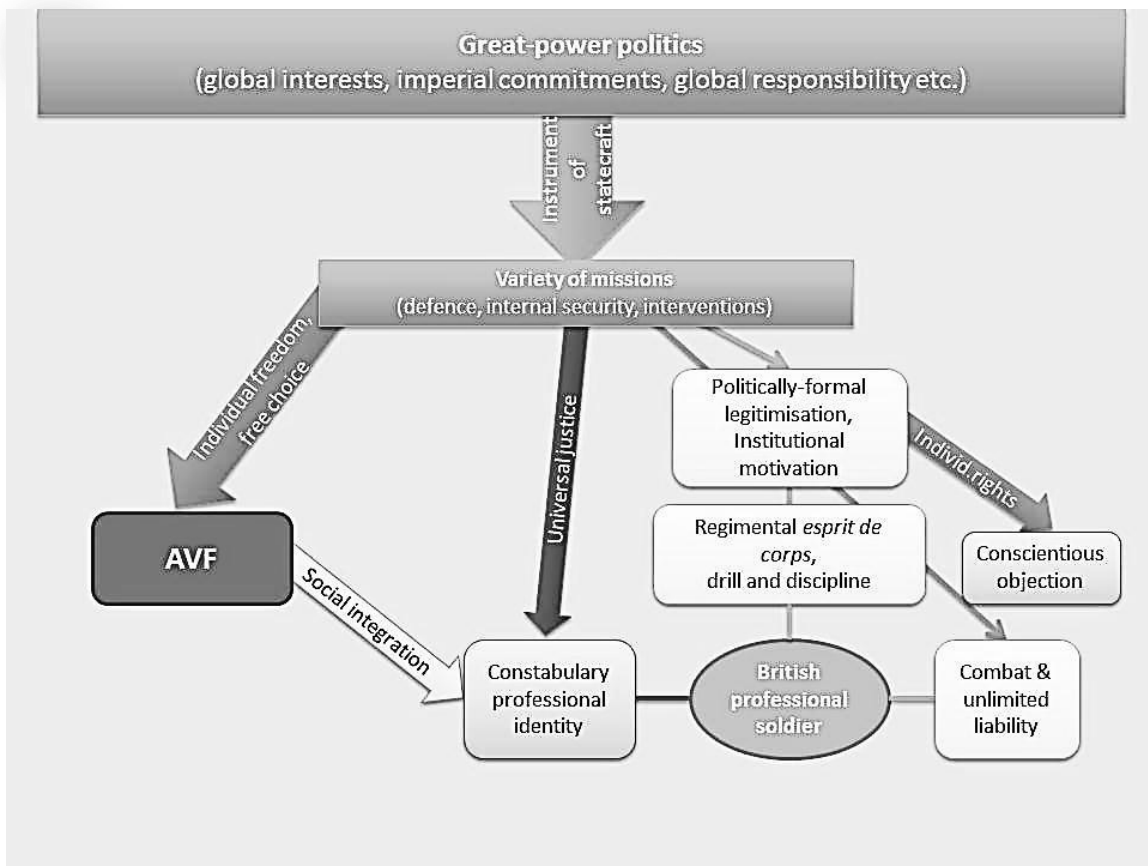 Great-power politics
(global interests, imperial commitments, global responsibility etc.)
Instrument
of
statecraft
Variety of missions
(defence, internal security, interventions)
Individual freedom,
free choice
Universal justice
Politically-formal
legitimisation,
Institutional
motivation
Individ.rights
AVF
Regimental esprit de
corps,
drill and discipline
Conscientious
objection
Social integration
Constabulary
professional
identity
British
professional
soldier
Combat &
unlimited
liability